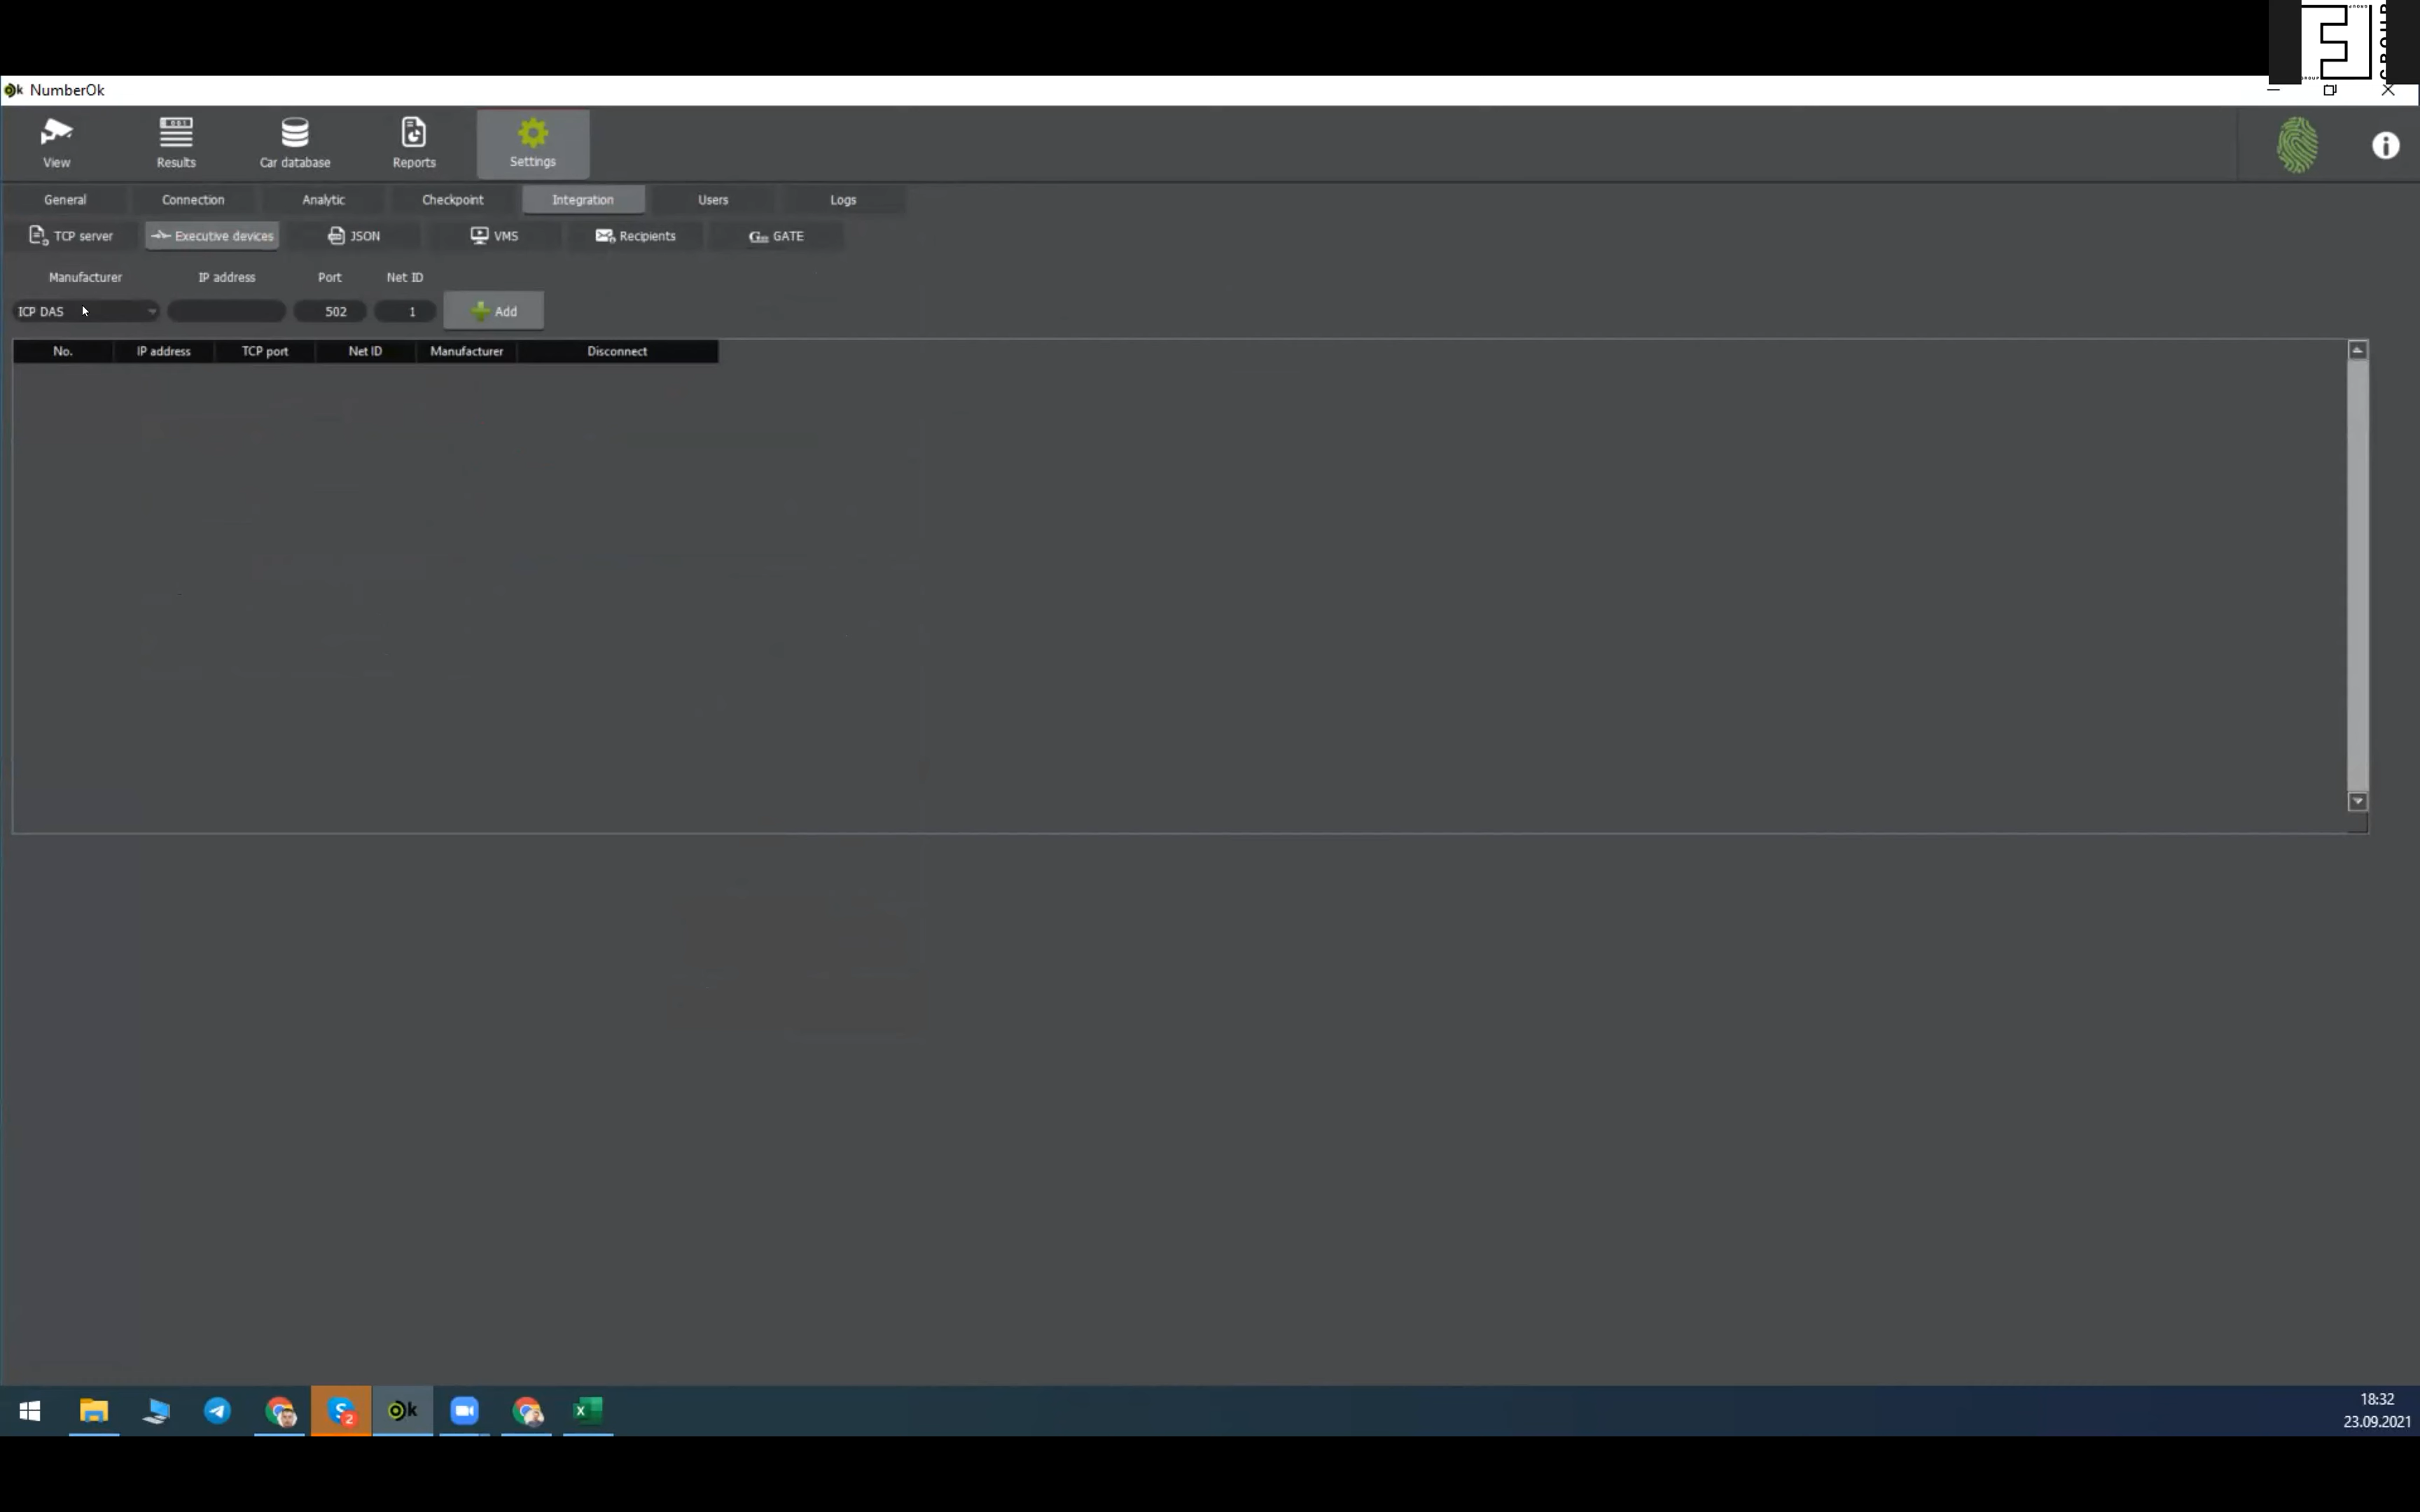 NumberOk
View
Results
Car database
Reports
Settings
General
Connection
Analytic
Checkpoint
Integration
Users
Logs
TCP server
Executive devices
JSON
VMS
Recipients
GATE
Manufacturer
IP address
Port
Net ID
ICP DAS
502
1
Add
No.
IP address
TCP port
Net ID
Manufacturer
Disconnect
2
18:32
23.09.2021